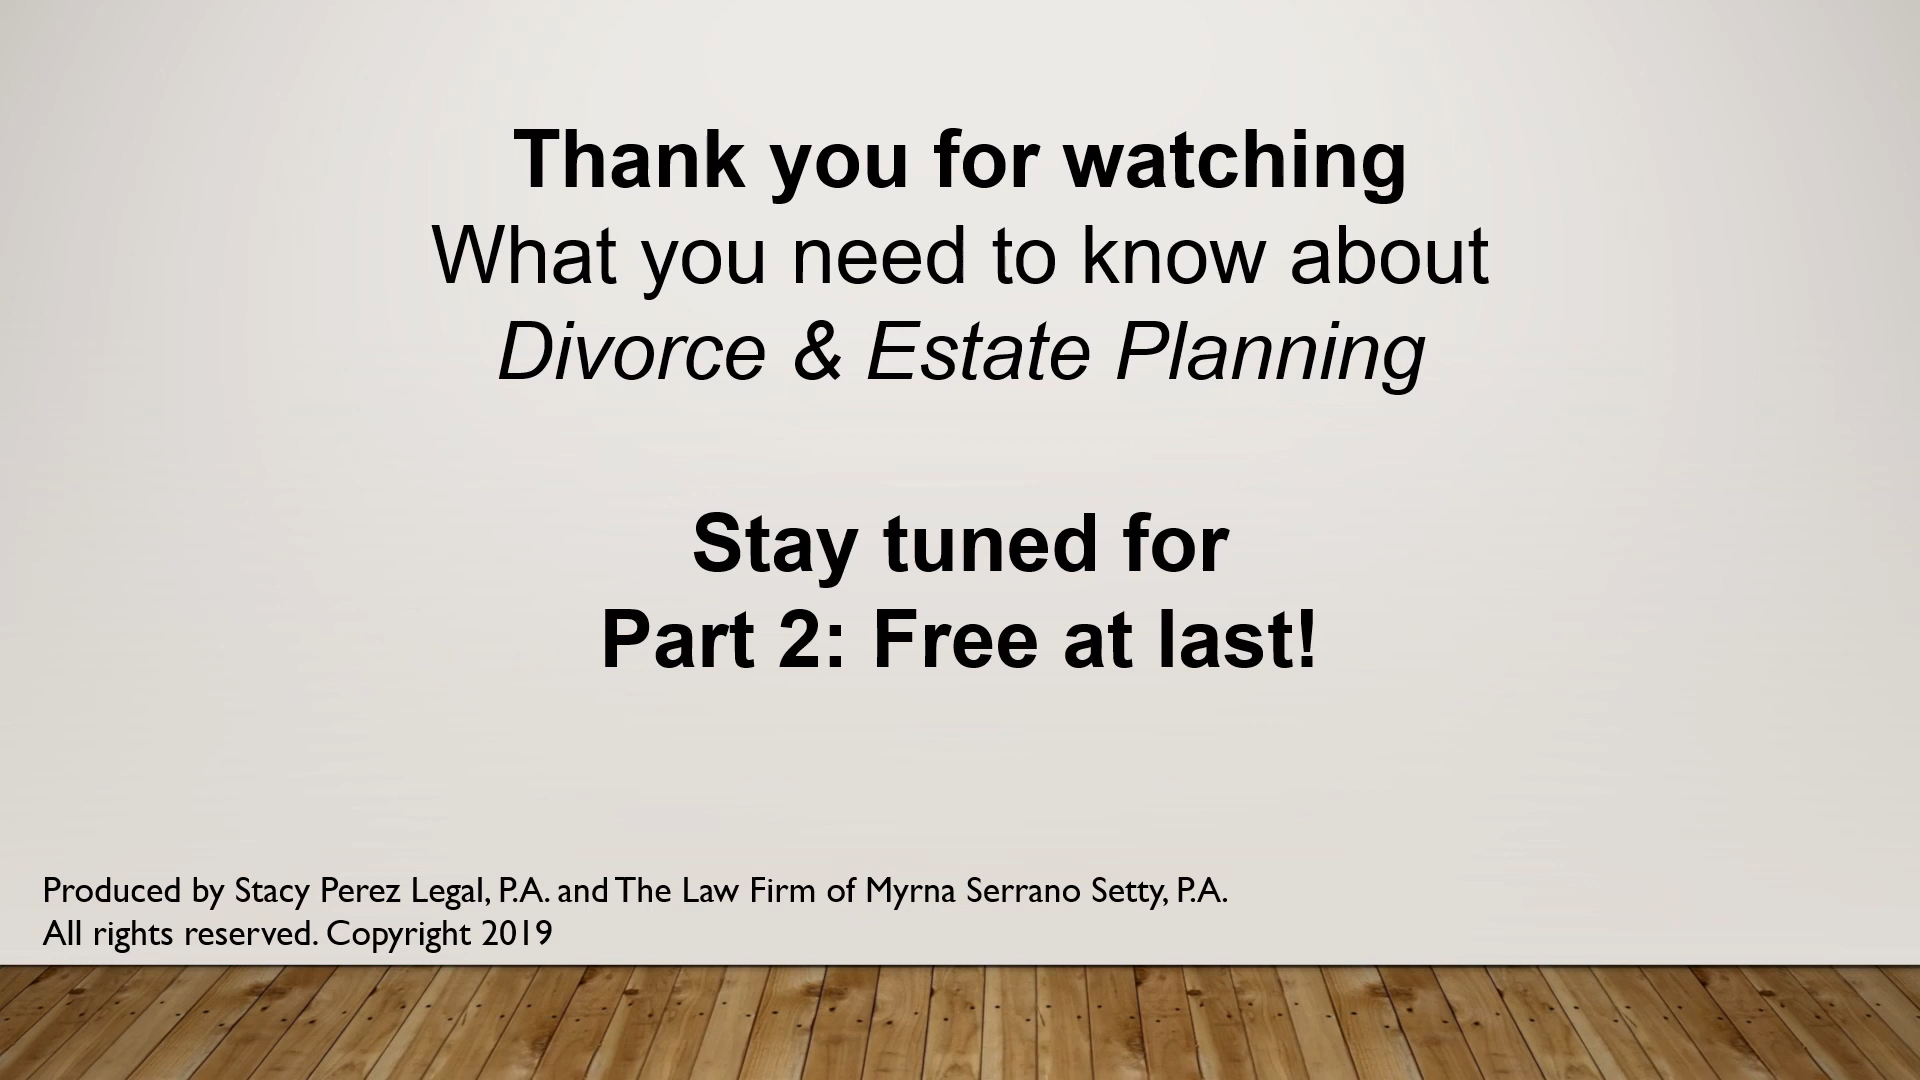 Thank you for watching
What you need to know about
Divorce & Estate Planning
Stay tuned for
Part 2: Free at last!
Produced by Stacy Perez Legal, P.A. and The Law Firm of Myrna Serrano Setty, P.A.
All rights reserved. Copyright 2019